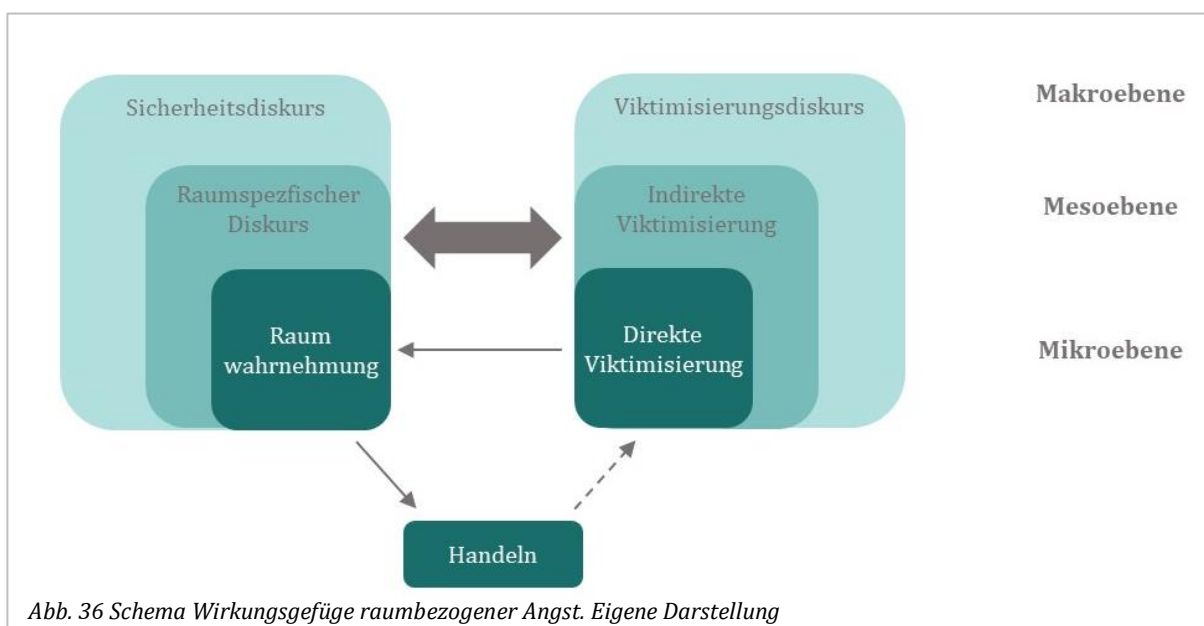 Sicherheitsdiskurs
Viktimisierungsdiskurs
Makroebene
Raumspezfischer
Diskurs
Indirekte
Viktimisierung
Mesoebene
Raum
wahrnehmung
Direkte
Viktimisierung
Mikroebene
Handeln
Abb. 36 Schema Wirkungsgefüge raumbezogener Angst. Eigene Darstellung